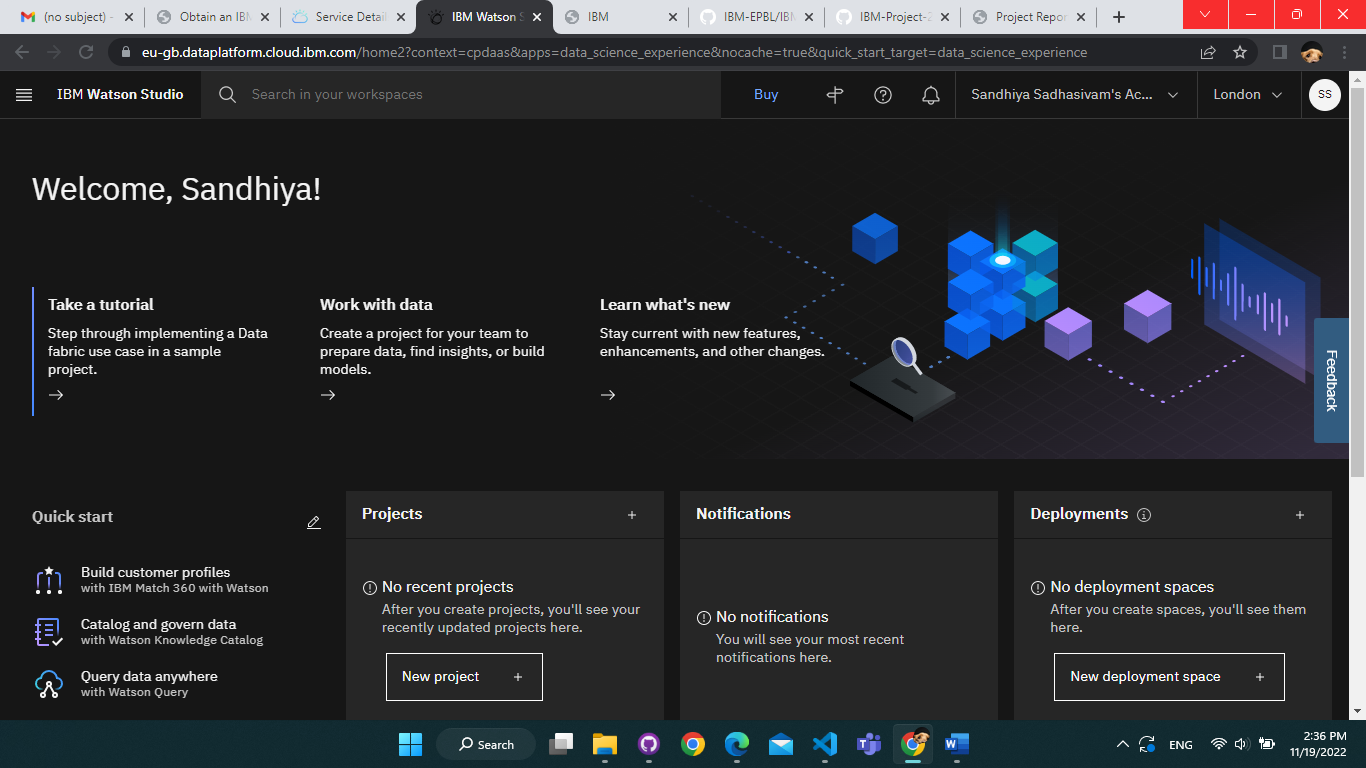 (no subject) -
Obtain an IBM
Service Detail
IBM Watson S
IBM
IBM-EPBL/IBM
IBM-Project-2
Project Repor
eu-gb.dataplatform.cloud.ibm.com/home2?context=cpdaas&apps=data_science_experience&nocache=true&quick_start_target=data_science_experience
IBM Watson Studio
Search in your workspaces
Buy
Sandhiya Sadhasivam's Ac...
London
SS
Welcome, Sandhiya!
Take a tutorial
Step through implementing a Data
fabric use case in a sample
project.
Work with data
Create a project for your team to
prepare data, find insights, or build
models.
Learn what's new
Stay current with new features,
enhancements, and other changes.
Feedback
Quick start
Build customer profiles
with IBM Match 360 with Watson
Catalog and govern data
with Watson Knowledge Catalog
Query data anywhere
with Watson Query
Projects
No recent projects
After you create projects, you'll see your
recently updated projects here.
New project
Notifications
No notifications
You will see your most recent
notifications here.
Deployments
No deployment spaces
After you create spaces, you'll see them
here.
New deployment space
Search
ENG
2:36 PM
11/19/2022